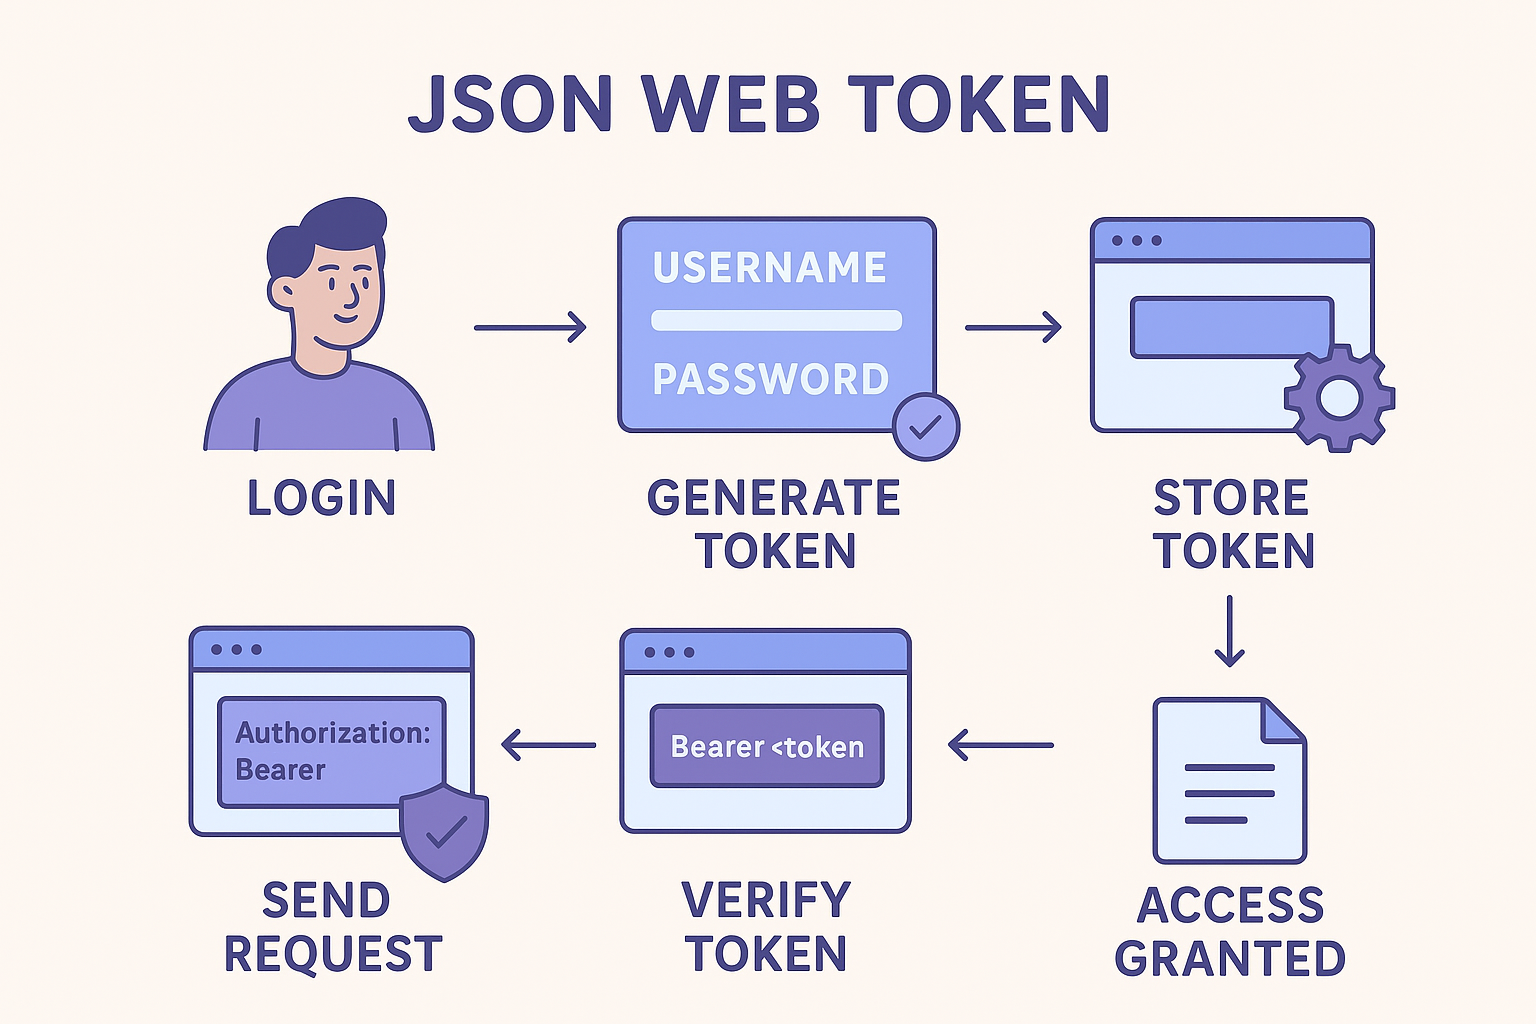 JSON WEB TOKEN
USERNAME
PASSWORD
LOGIN
GENERATE
TOKEN
STORE
TOKEN
Authorization:
Bearer
Bearer <token
SEND
REQUEST
VERIFY
TOKEN
ACCESS
GRANTED